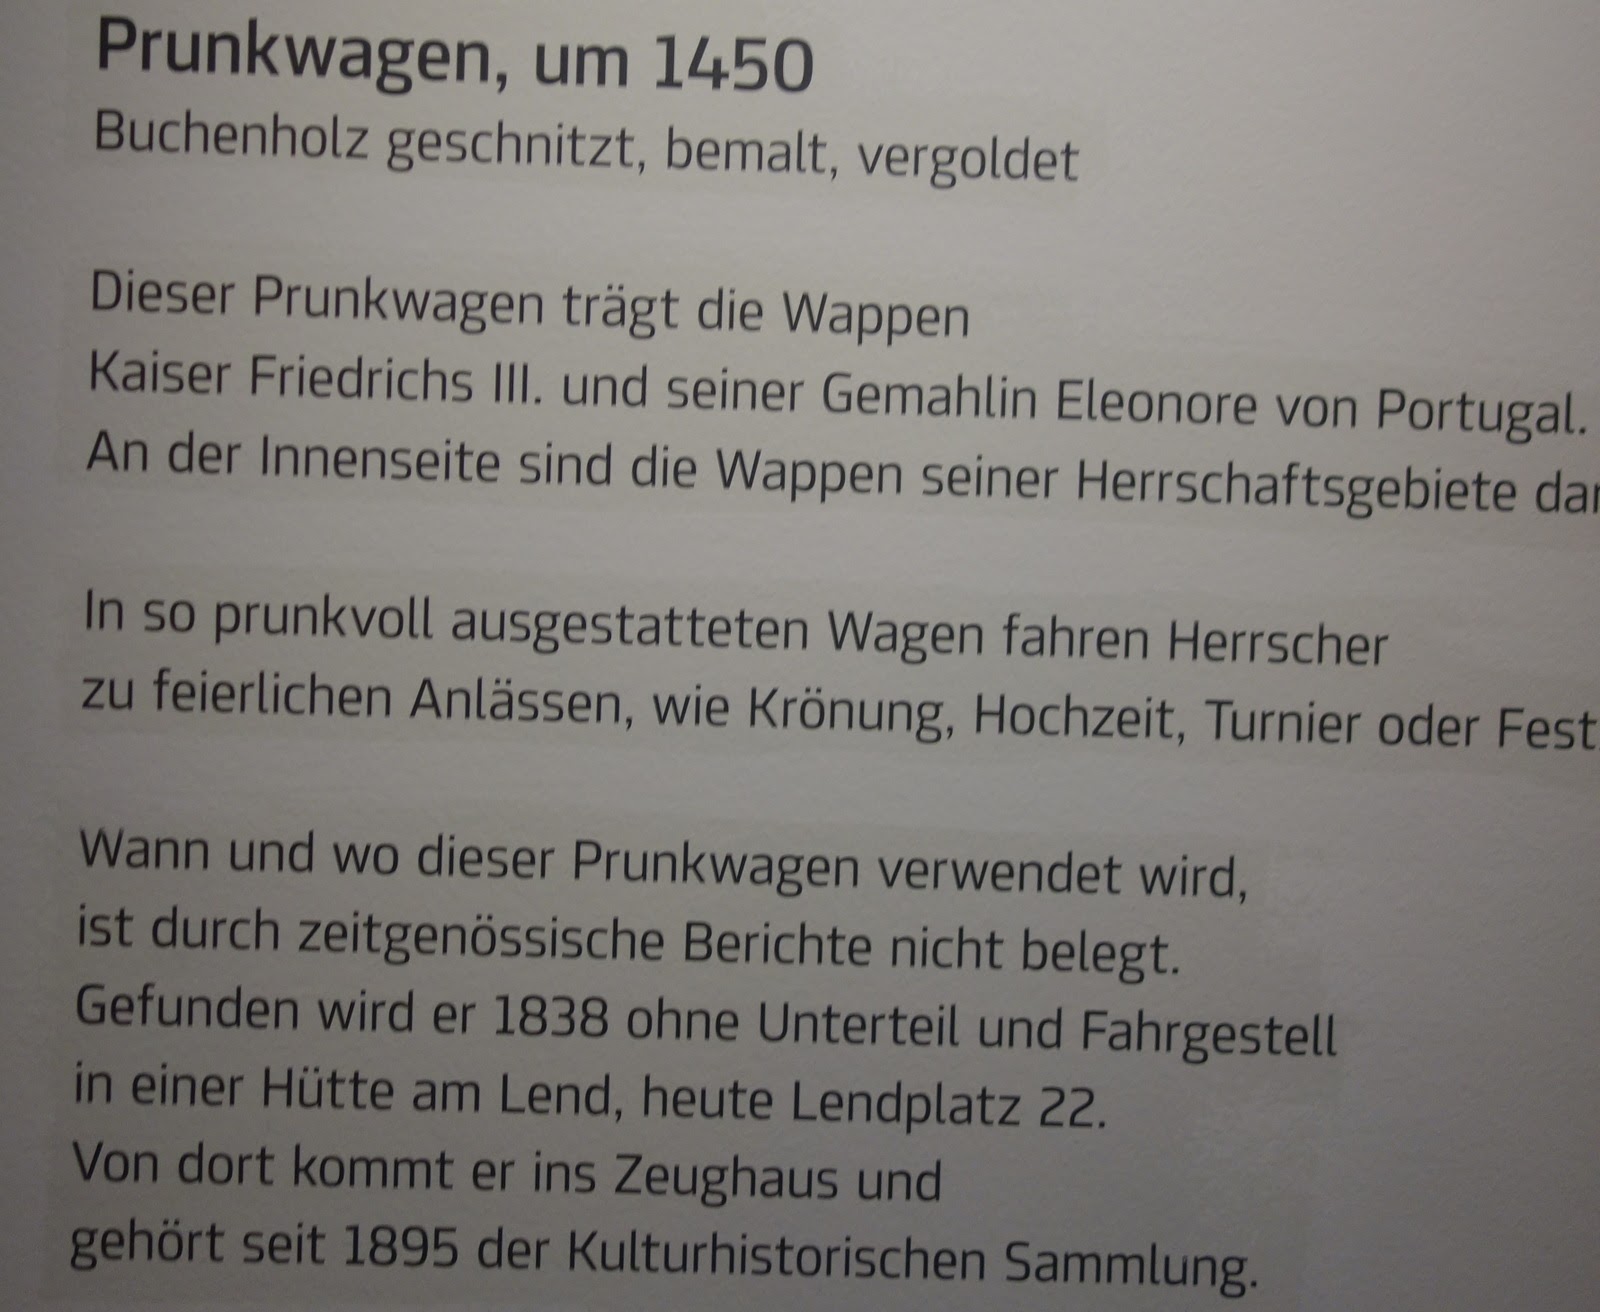 Prunkwagen, um 1450
Buchenholz geschnitzt, bemalt, vergoldet
Dieser Prunkwagen trägt die Wappen
Kaiser Friedrichs III. und seiner Gemahlin Eleonore von Portugal.
An der Innenseite sind die Wappen seiner Herrschaftsgebiete
In so prunkvoll ausgestatteten Wagen fahren Herrscher
zu feierlichen Anlässen, wie Krönung, Hochzeit, Turnier oder Fest
Wann und wo dieser Prunkwagen verwendet wird,
ist durch zeitgenössische Berichte nicht belegt.
Gefunden wird er 1838 ohne Unterteil und Fahrgestell
in einer Hütte am Lend, heute Lendplatz 22.
Von dort kommt er ins Zeughaus und
gehört seit 1895 der Kulturhistorischen Sammlung.